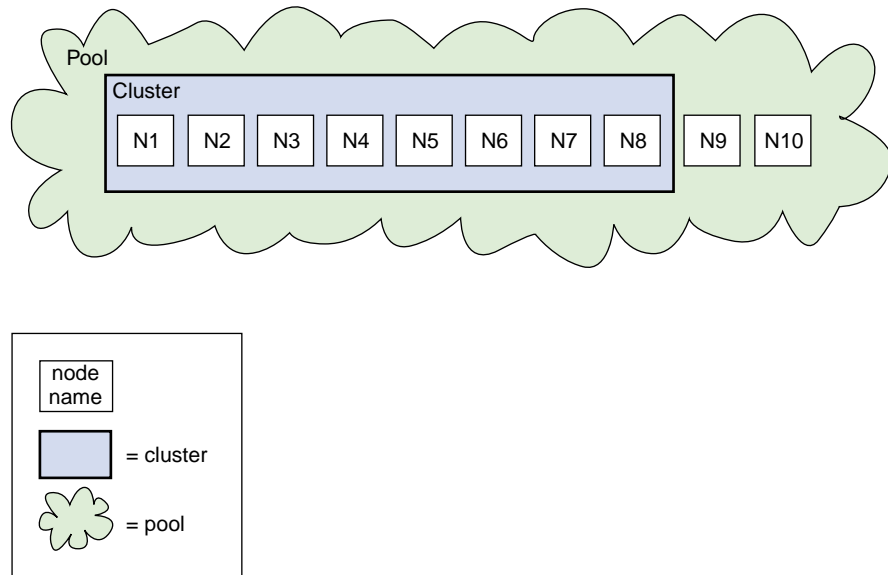 Pool
Cluster
N1 N2 N3 N4 N5 N6 N7 N8 N9 N10
node
name
= cluster
= pool